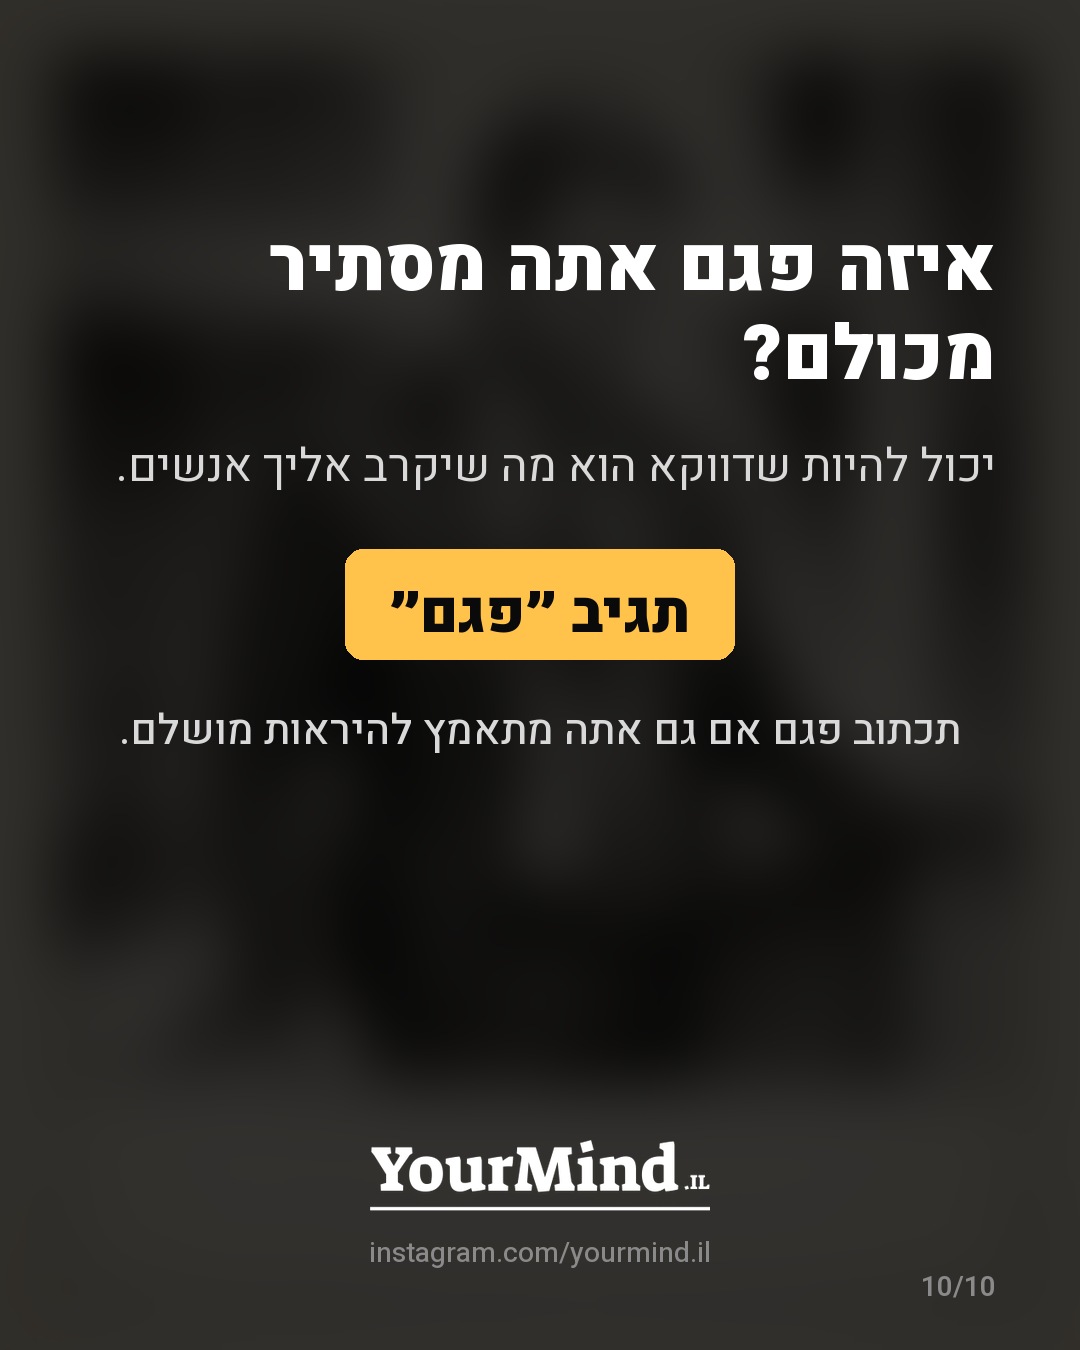 איזה פגם אתה מסתיר
מכולם?
יכול להיות שדווקא הוא מה שיקרב אליך אנשים.
תגיב ”פגם”
תכתוב פגם אם גם אתה מתאמץ להיראות מושלם.
YourMind.IL
instagram.com/yourmind.il
10/10